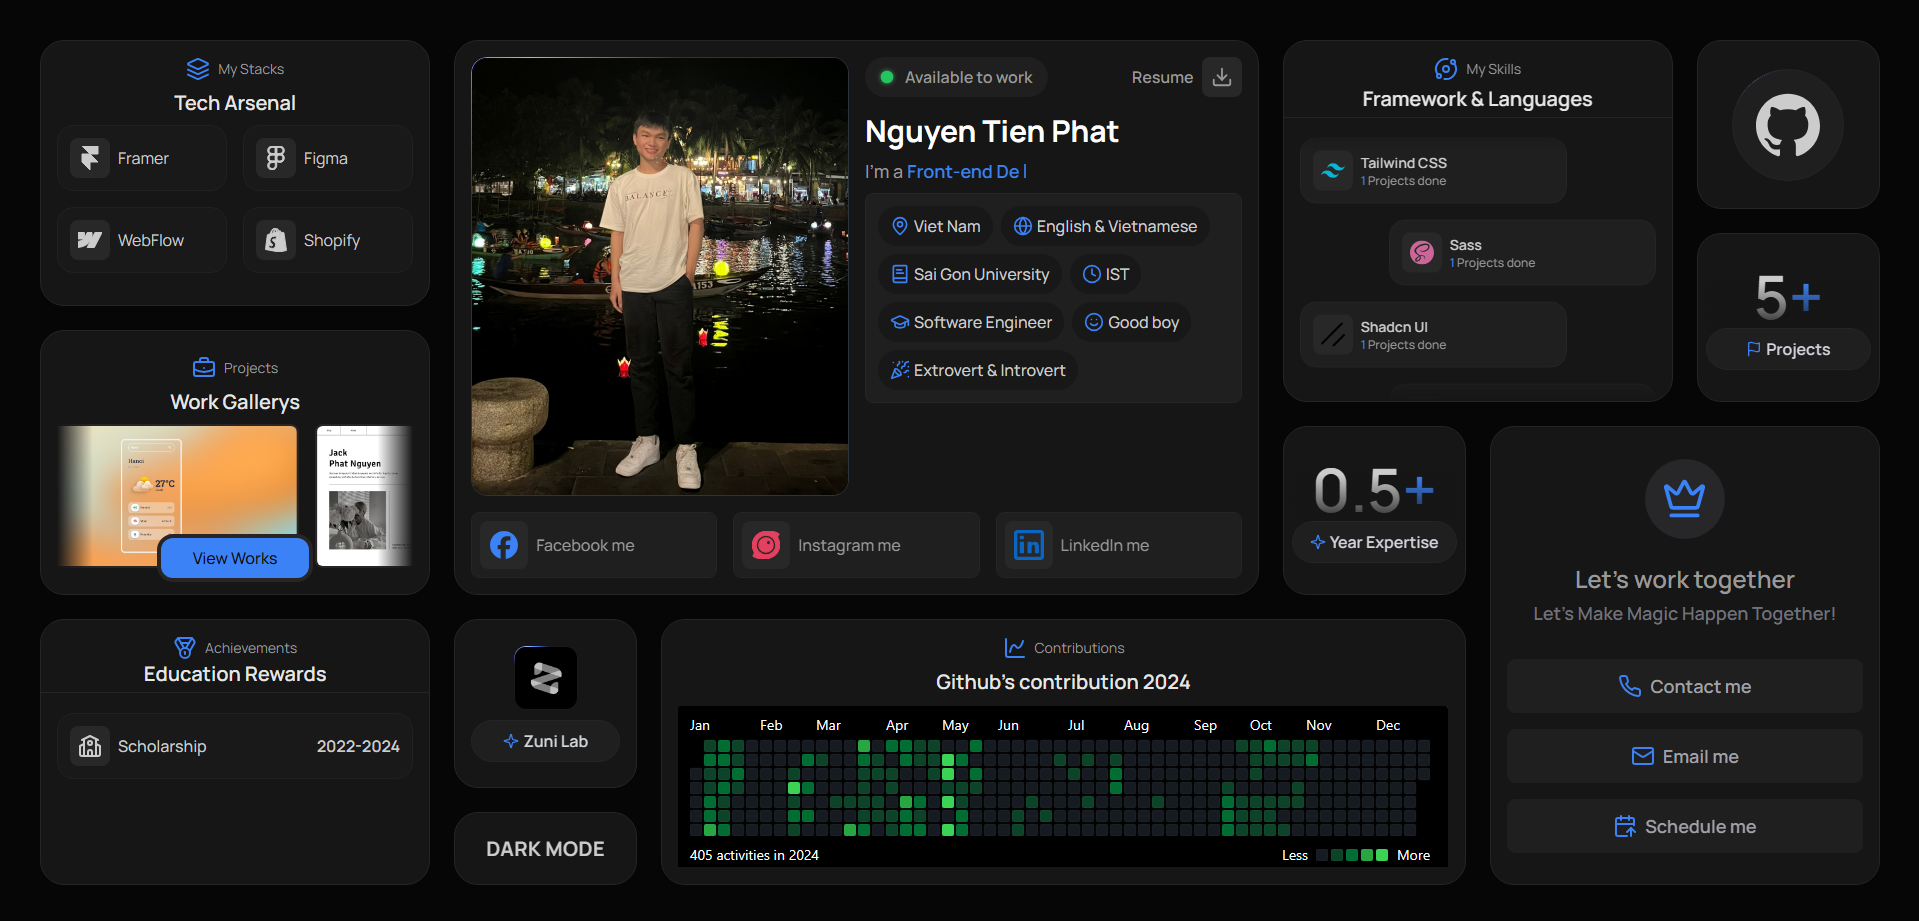 My Stacks
Tech Arsenal
Framer
Figma
WebFlow
Shopify
Projects
Work Gallerys
Hanoi
27°C
Jack
Phat Nguyen
View Works
Achievements
Education Rewards
Scholarship
2022-2024
Available to work
Resume
BALANCE
Nguyen Tien Phat
I'm a Front-end De|
Viet Nam
English & Vietnamese
Sai Gon University
IST
Software Engineer
Good boy
Extrovert & Introvert
Facebook me
Instagram me
LinkedIn me
Zuni Lab
DARK MODE
Contributions
Github's contribution 2024
Jan Feb Mar Apr May Jun Jul Aug Sep Oct Nov Dec
405 activities in 2024
Less More
My Skills
Framework & Languages
Tailwind CSS
1 Projects done
Sass
1 Projects done
Shadcn UI
1 Projects done
5+
Projects
0.5+
Year Expertise
Let's work together
Let's Make Magic Happen Together!
Contact me
Email me
Schedule me